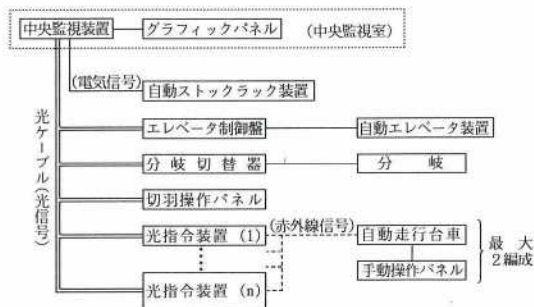 中央監視装置 グラフィックパネル (中央監視室)
(電気信号)
自動ストックラック装置
エレベータ制御盤 自動エレベータ装置
分岐切替器 分岐
切羽操作パネル
光ケーブル(光信号)
光指令装置(1) (赤外線信号) 自動走行台車
手動操作パネル
最大
2編成
光指令装置(n)